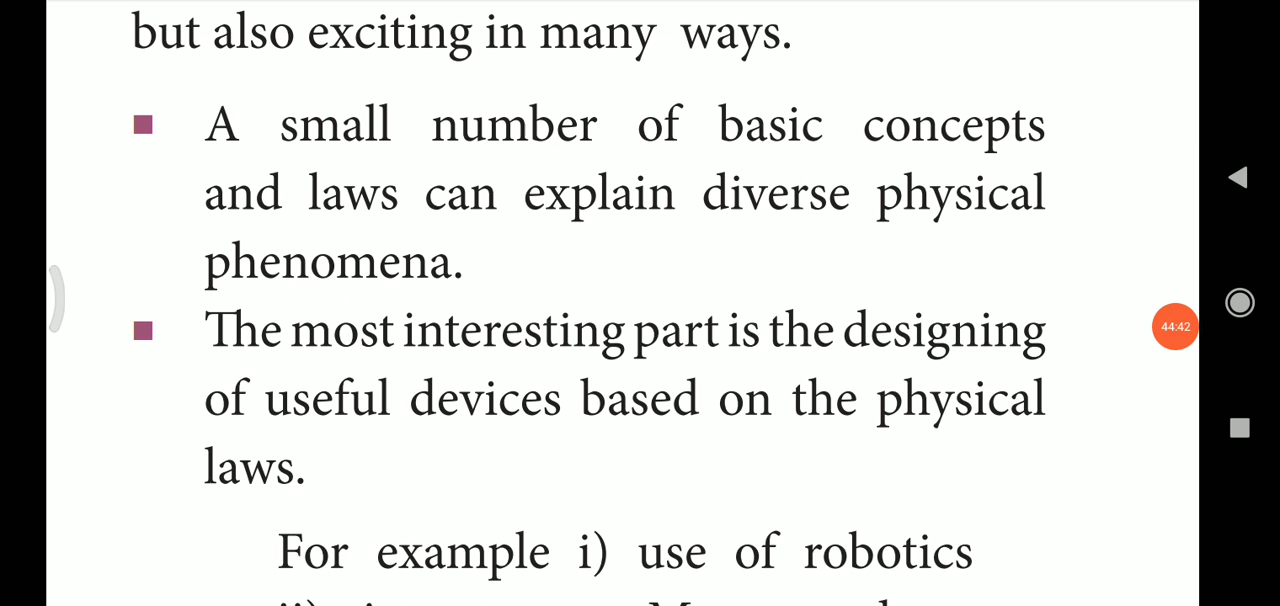 but also exciting in many ways.
A small number of basic concepts
and laws can explain diverse physical
phenomena.
The most interesting part is the designing
of useful devices based on the physical
laws.
For example i) use of robotics
44:42